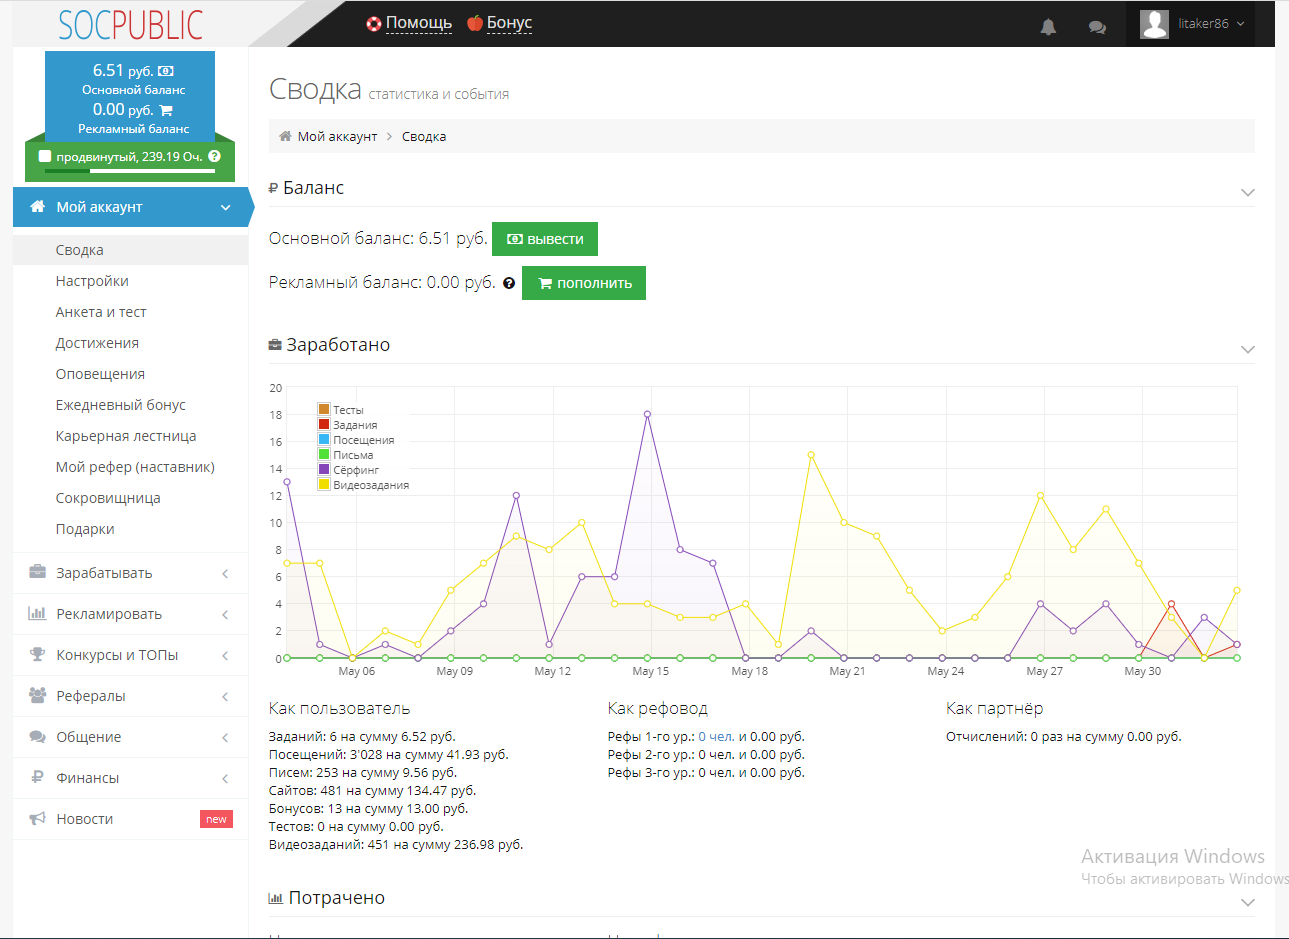 SOCPUBLIC
Помощь
Бонус
litaker86
6.51 руб.
Основной баланс
0.00 руб.
Рекламный баланс
продвинутый, 239.19 Оч.
Мой аккаунт
Сводка
Настройки
Анкета и тест
Достижения
Оповещения
Ежедневный бонус
Карьерная лестница
Мой рефер (наставник)
Сокровищница
Подарки
Зарабатывать
Рекламировать
Конкурсы и ТОПы
Рефералы
Общение
Финансы
Новости new
Сводка статистика и события
Мой аккаунт > Сводка
₽ Баланс
Основной баланс: 6.51 руб. вывести
Рекламный баланс: 0.00 руб. ? пополнить
Заработано
20
18
16
14
12
10
8
6
4
2
0
Тесты
Задания
Посещения
Письма
Сёрфинг
Видеозадания
May 06 May 09 May 12 May 15 May 18 May 21 May 24 May 27 May 30
Как пользователь
Заданий: 6 на сумму 6.52 руб.
Посещений: 3'028 на сумму 41.93 руб.
Писем: 253 на сумму 9.56 руб.
Сайтов: 481 на сумму 134.47 руб.
Бонусов: 13 на сумму 13.00 руб.
Тестов: 0 на сумму 0.00 руб.
Видеозаданий: 451 на сумму 236.98 руб.
Как рефовод
Рефы 1-го ур.: 0 чел. и 0.00 руб.
Рефы 2-го ур.: 0 чел. и 0.00 руб.
Рефы 3-го ур.: 0 чел. и 0.00 руб.
Как партнёр
Отчислений: 0 раз на сумму 0.00 руб.
Потрачено
Активация Windows
Чтобы активировать Windows